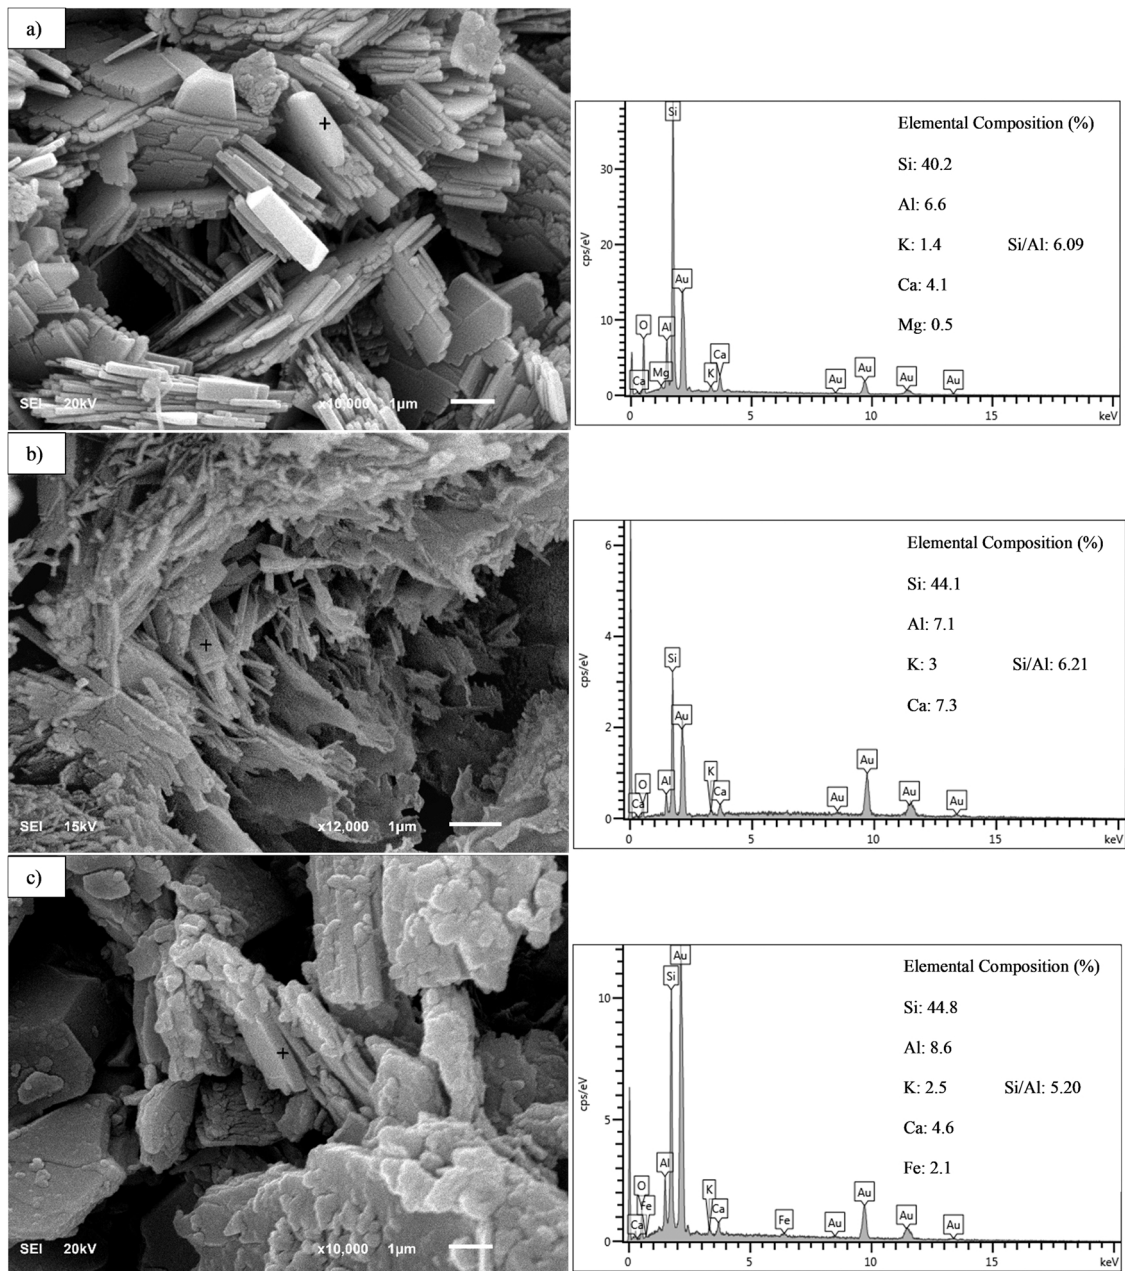 a)
SEI 20kV x10,000 1μm
cps/eV
30
20
10
0
Si
Au
O
Al
Ca
Mg
K
Ca
Au
Au
Au
Au
0 5 10 15 keV
Elemental Composition (%)
Si: 40.2
Al: 6.6
K: 1.4 Si/Al: 6.09
Ca: 4.1
Mg: 0.5
b)
SEI 15kV x12,000 1μm
cps/eV
6
4
2
0
Si
Au
Al
O
Ca
K
Ca
Au
Au
Au
Au
0 5 10 15 keV
Elemental Composition (%)
Si: 44.1
Al: 7.1
K: 3 Si/Al: 6.21
Ca: 7.3
c)
SEI 20kV x10,000 1μm
cps/eV
10
5
0
Au
Si
Al
O
Fe
Ca
K
Ca
Fe
Au
Au
Au
Au
0 5 10 15 keV
Elemental Composition (%)
Si: 44.8
Al: 8.6
K: 2.5 Si/Al: 5.20
Ca: 4.6
Fe: 2.1